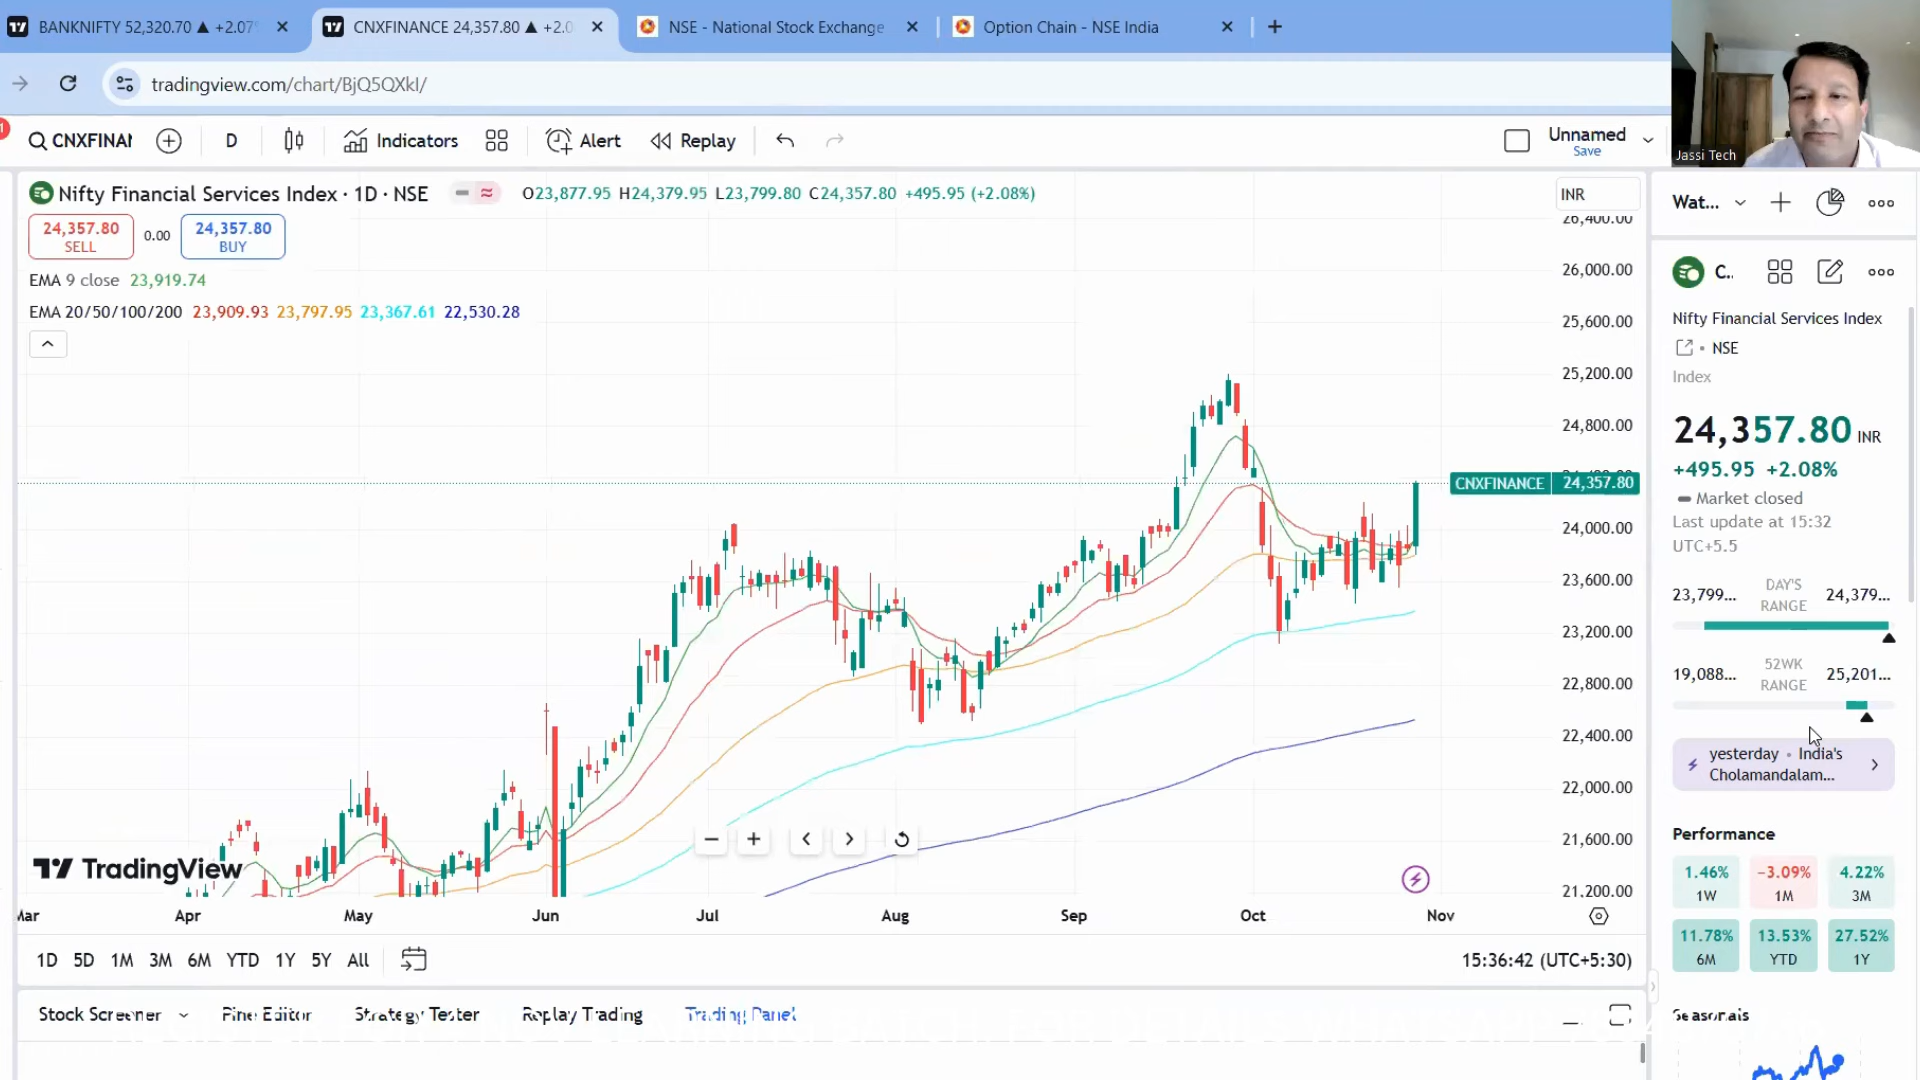 BANKNIFTY 52,320.70 ▲ +2.07
CNXFINANCE 24,357.80 ▲ +2.0
NSE - National Stock Exchange
Option Chain - NSE India
tradingview.com/chart/BjQ5QXkI/
CNXFINAN
D
Indicators
Alert
Replay
Unnamed
Save
Jassi Tech
Nifty Financial Services Index · 1D · NSE
O23,877.95 H24,379.95 L23,799.80 C24,357.80 +495.95 (+2.08%)
INR
24,357.80
SELL
0.00
24,357.80
BUY
EMA 9 close 23,919.74
EMA 20/50/100/200 23,909.93 23,797.95 23,367.61 22,530.28
26,400.00
26,000.00
25,600.00
25,200.00
24,800.00
CNXFINANCE 24,357.80
24,000.00
23,600.00
23,200.00
22,800.00
22,400.00
22,000.00
21,600.00
21,200.00
TradingView
Mar
Apr
May
Jun
Jul
Aug
Sep
Oct
Nov
1D 5D 1M 3M 6M YTD 1Y 5Y All
15:36:42 (UTC+5:30)
Stock Screener
Pine Editor
Strategy Tester
Replay Trading
Trading Panel
Wat...
C..
Nifty Financial Services Index
• NSE
Index
24,357.80 INR
+495.95 +2.08%
Market closed
Last update at 15:32
UTC+5.5
23,799... DAY'S RANGE 24,379...
19,088... 52WK RANGE 25,201...
yesterday • India's
Cholamandalam...
Performance
1.46% 1W
−3.09% 1M
4.22% 3M
11.78% 6M
13.53% YTD
27.52% 1Y
Seasonals